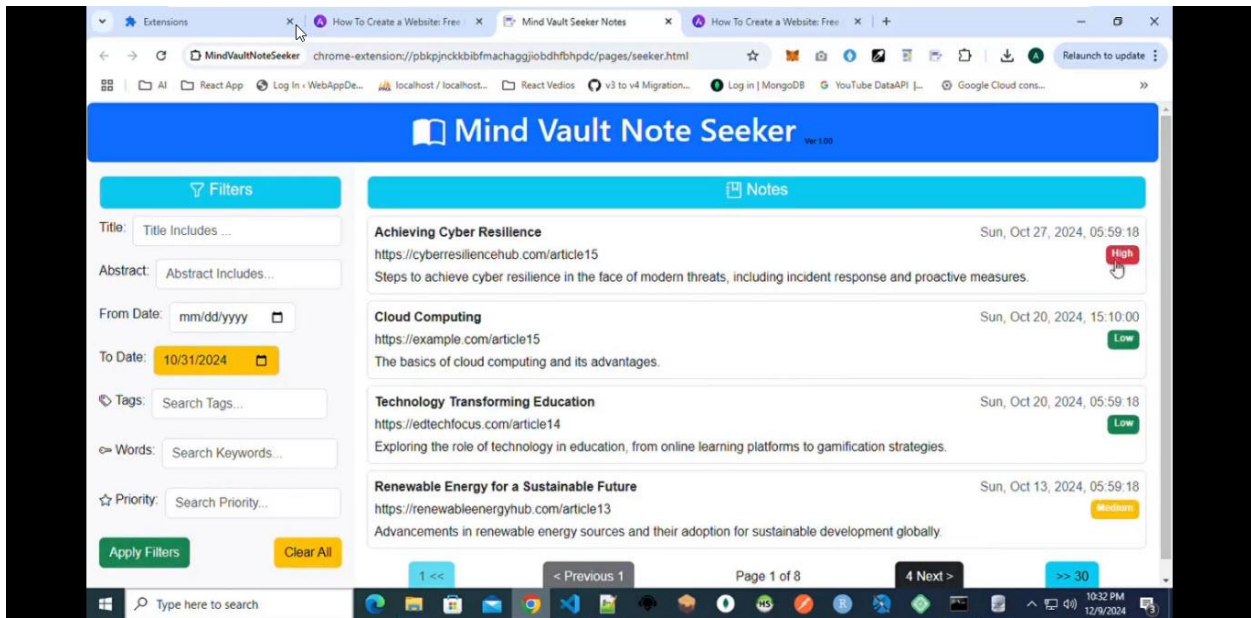 Extensions
How To Create a Website: Free
Mind Vault Seeker Notes
How To Create a Website: Free
MindVaultNoteSeeker
chrome-extension://pbkpjnckkbibfmachaggjiobdhfbhpdc/pages/seeker.html
Relaunch to update
AI
React App
Log In ‹ WebAppDe...
localhost / localhost...
React Vedios
v3 to v4 Migration...
Log in | MongoDB
YouTube DataAPI |...
Google Cloud cons...
Mind Vault Note Seeker Ver 1.00
Filters
Title: Title Includes ...
Abstract: Abstract Includes...
From Date: mm/dd/yyyy
To Date: 10/31/2024
Tags: Search Tags...
Words: Search Keywords...
Priority: Search Priority...
Apply Filters
Clear All
Notes
Achieving Cyber Resilience
Sun, Oct 27, 2024, 05:59:18
https://cyberresiliencehub.com/article15
High
Steps to achieve cyber resilience in the face of modern threats, including incident response and proactive measures.
Cloud Computing
Sun, Oct 20, 2024, 15:10:00
https://example.com/article15
Low
The basics of cloud computing and its advantages.
Technology Transforming Education
Sun, Oct 20, 2024, 05:59:18
https://edtechfocus.com/article14
Low
Exploring the role of technology in education, from online learning platforms to gamification strategies.
Renewable Energy for a Sustainable Future
Sun, Oct 13, 2024, 05:59:18
https://renewableenergyhub.com/article13
Medium
Advancements in renewable energy sources and their adoption for sustainable development globally.
1 <<
< Previous 1
Page 1 of 8
4 Next >
>> 30
Type here to search
HS
10:32 PM
12/9/2024
3